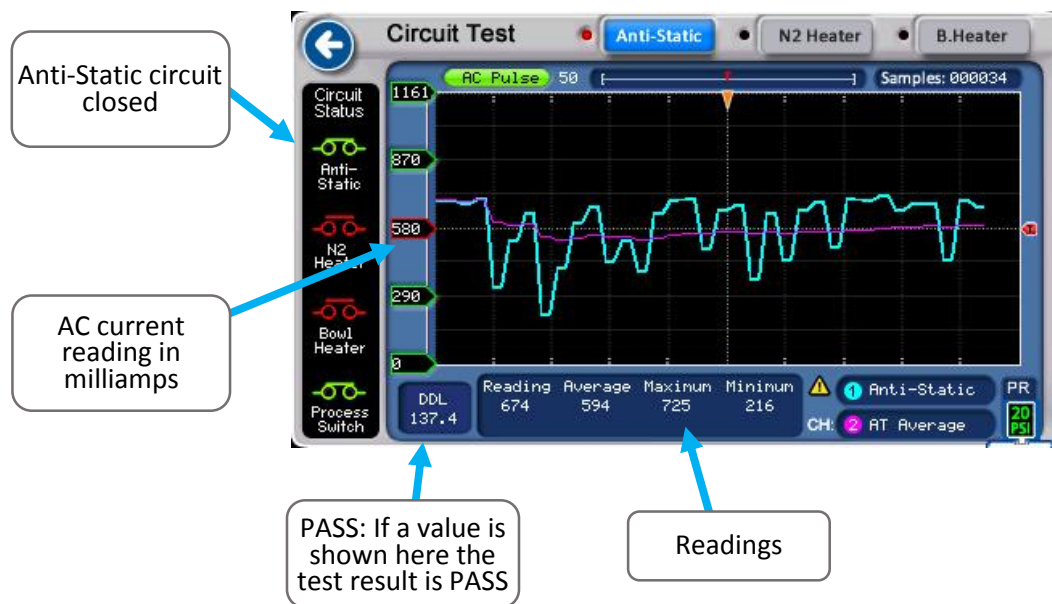 Anti-Static circuit
closed
AC current
reading in
milliamps
Circuit Test
Anti-Static
N2 Heater
B.Heater
AC Pulse 50
Samples: 000034
Circuit
Status
Anti-
Static
N2
Heater
Bowl
Heater
Process
Switch
1161
870
580
290
0
DDL
137.4
Reading Average Maximum Minimum
674 594 725 216
1 Anti-Static
CH: 2 AT Average
PR
20
PSI
PASS: If a value is
shown here the
test result is PASS
Readings